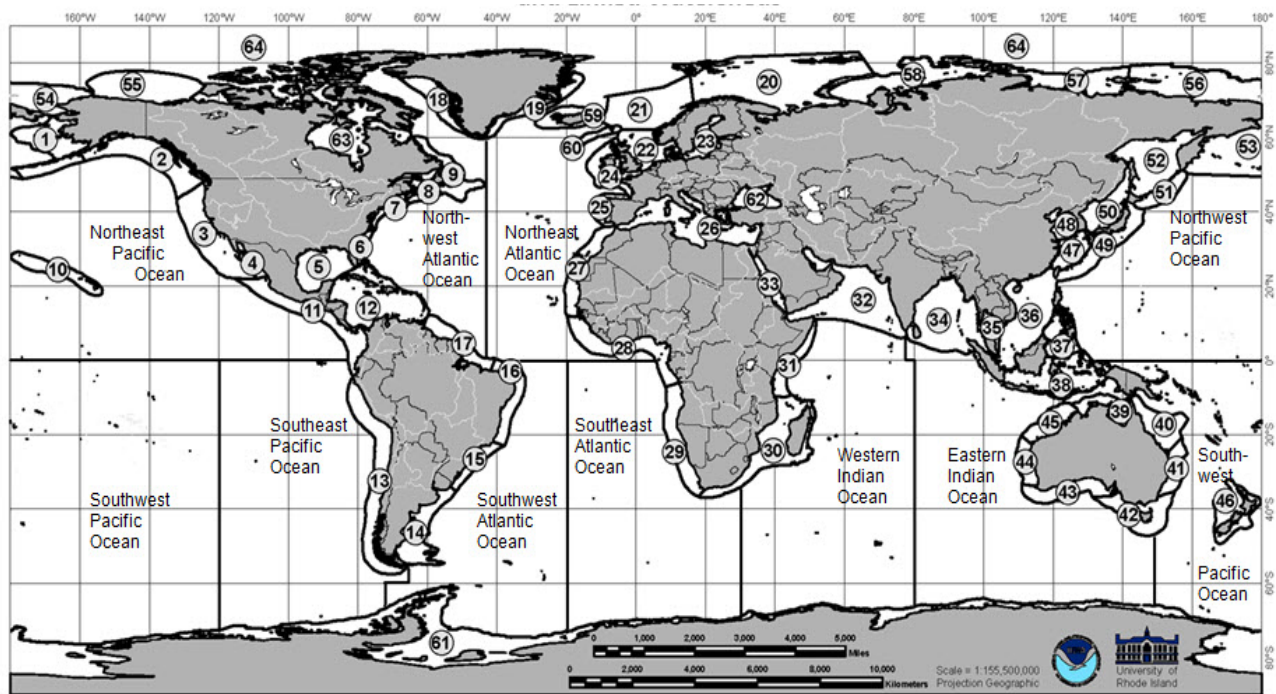 160°W 140°W 120°W 100°W 80°W 60°W 40°W 20°W 0° 20°E 40°E 60°E 80°E 100°E 120°E 140°E 160°E 180°
64 64
80°N
54 55 18 19 59 21 20 58 57 56
1 63 60 22 23 52 53
60°N
2 9 24 51
8 25 62
7 26 48 50
40°N
3 6 47 49
Northeast
Pacific
Ocean
North-
west
Atlantic
Ocean
Northeast
Atlantic
Ocean
Northwest
Pacific
Ocean
10 4 5 27 33 32
20°N
11 12 34 35 36
17 28 37
0°
16 31 38
39 40
45
20°S
Southeast
Pacific
Ocean
Southeast
Atlantic
Ocean
Western
Indian
Ocean
Eastern
Indian
Ocean
South-
west
15 29 30 44 41
13 43 46
14 42
40°S
Southwest
Pacific
Ocean
Southwest
Atlantic
Ocean
Pacific
Ocean
60°S
61
0 1,000 2,000 3,000 4,000 5,000
Miles
0 2,000 4,000 6,000 8,000 10,000
Kilometers
Scale = 1:155,500,000
Projection Geographic
University of
Rhode Island
80°S